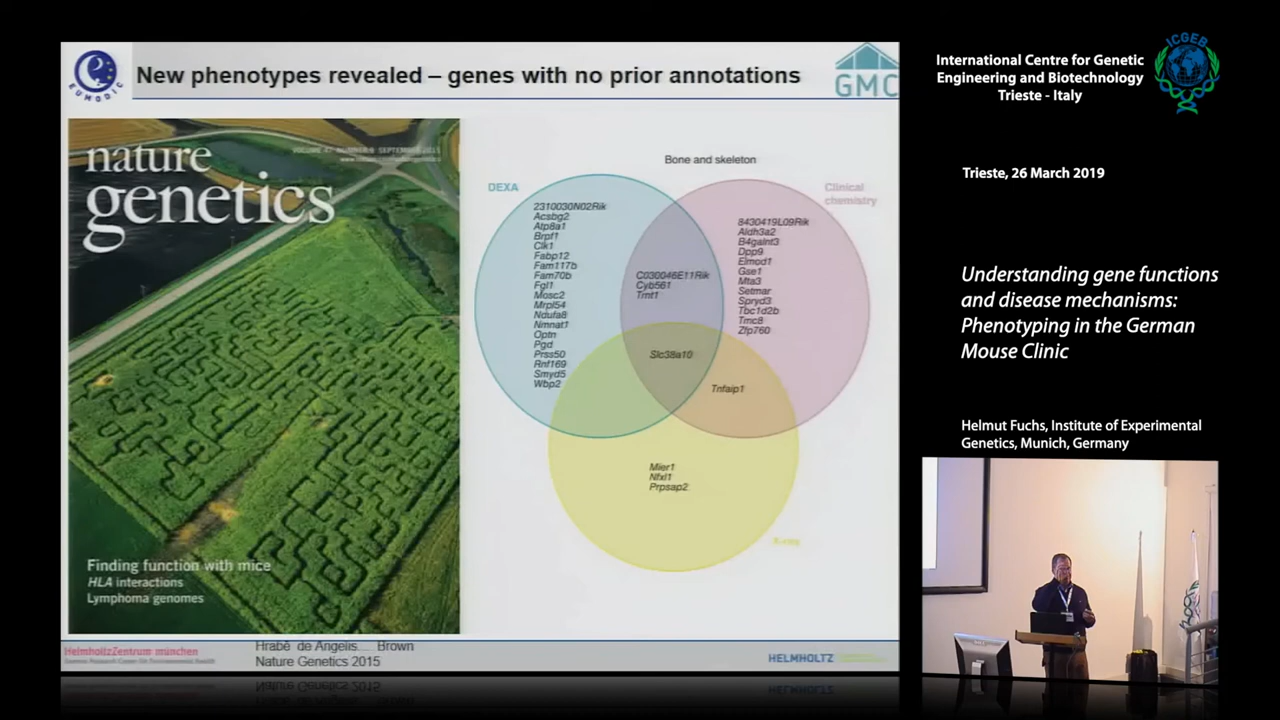 EUMODIC
New phenotypes revealed – genes with no prior annotations
GMC
nature
genetics
Finding function with mice
HLA interactions
Lymphoma genomes
Bone and skeleton
DEXA
Clinical
chemistry
2310030N02Rik
Acsbg2
Atp8a1
Brpf1
Clk1
Fabp12
Fam117b
Fam70b
Fgl1
Mosc2
Mrpl54
Ndufa8
Nmnat1
Optn
Pgd
Prss50
Rnf169
Smyd5
Wbp2
C030046E11Rik
Cyb561
Trnt1
8430419L09Rik
Aldh3a2
B4galnt3
Dpp9
Elmod1
Gse1
Mta3
Setmar
Spryd3
Tbc1d2b
Tmc8
Zfp760
Slc38a10
Tnfaip1
Mier1
Nfxl1
Prpsap2
X-ray
HelmholtzZentrum münchen
Hrabě de Angelis.... Brown
Nature Genetics 2015
HELMHOLTZ
ICGEB
International Centre for Genetic
Engineering and Biotechnology
Trieste - Italy
Trieste, 26 March 2019
Understanding gene functions
and disease mechanisms:
Phenotyping in the German
Mouse Clinic
Helmut Fuchs, Institute of Experimental
Genetics, Munich, Germany